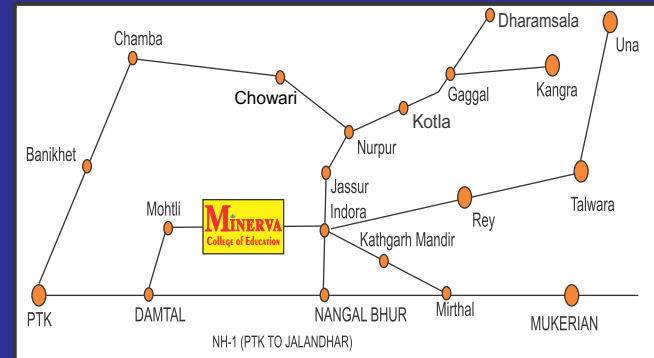 Dharamsala
Una
Chamba
Gaggal
Kangra
Chowari
Kotla
Nurpur
Banikhet
Jassur
Talwara
Mohtli
MINERVA
College of Education
Indora
Rey
Kathgarh Mandir
PTK
DAMTAL
NANGAL BHUR
Mirthal
MUKERIAN
NH-1 (PTK TO JALANDHAR)